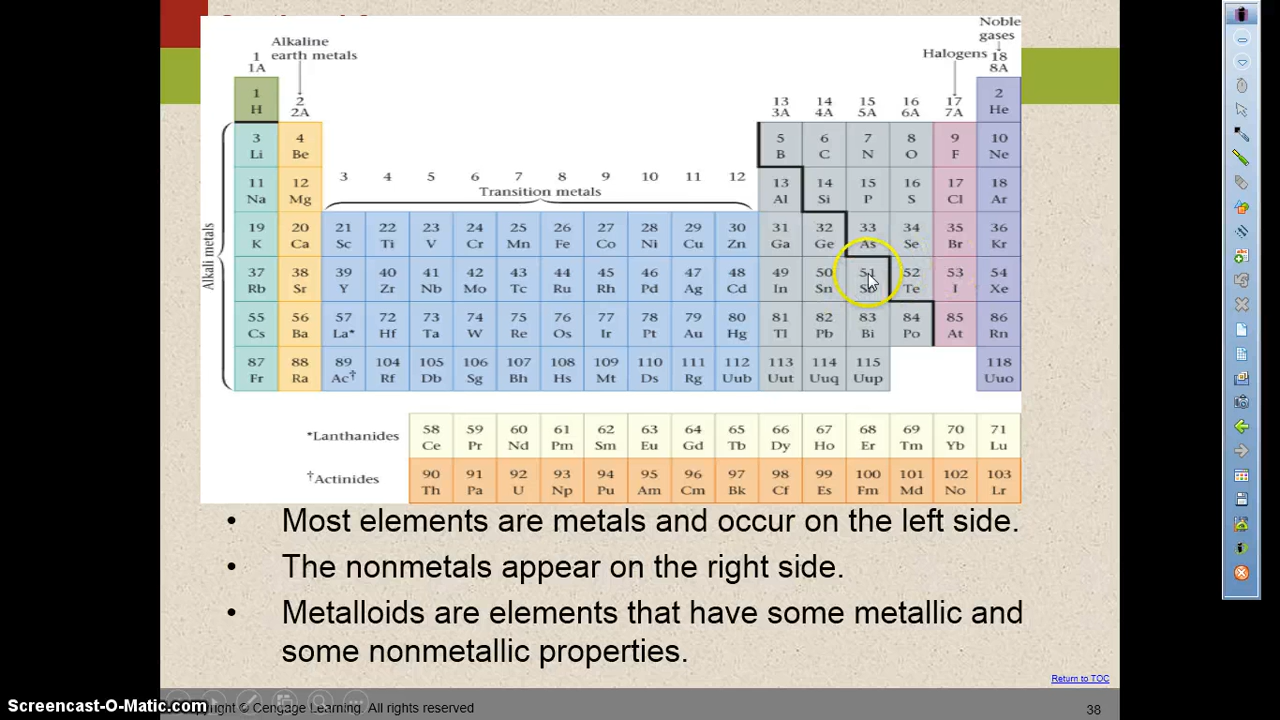 Noble
gases
Alkaline
earth metals
Halogens
1
1A
18
8A
1
H
2
2A
13
3A
14
4A
15
5A
16
6A
17
7A
2
He
3 4 5 6 7 8 9 10
Li Be B C N O F Ne
3 4 5 6 7 8 9 10 11 12
Transition metals
11 12 13 14 15 16 17 18
Na Mg Al Si P S Cl Ar
Alkali metals
19 20 21 22 23 24 25 26 27 28 29 30 31 32 33 34 35 36
K Ca Sc Ti V Cr Mn Fe Co Ni Cu Zn Ga Ge As Se Br Kr
37 38 39 40 41 42 43 44 45 46 47 48 49 50 51 52 53 54
Rb Sr Y Zr Nb Mo Tc Ru Rh Pd Ag Cd In Sn Te I Xe
55 56 57 72 73 74 75 76 77 78 79 80 81 82 83 84 85 86
Cs Ba La* Hf Ta W Re Os Ir Pt Au Hg Tl Pb Bi Po At Rn
87 88 89 104 105 106 107 108 109 110 111 112 113 114 115 118
Fr Ra Ac† Rf Db Sg Bh Hs Mt Ds Rg Uub Uut Uuq Uup Uuo
*Lanthanides
58 59 60 61 62 63 64 65 66 67 68 69 70 71
Ce Pr Nd Pm Sm Eu Gd Tb Dy Ho Er Tm Yb Lu
†Actinides
90 91 92 93 94 95 96 97 98 99 100 101 102 103
Th Pa U Np Pu Am Cm Bk Cf Es Fm Md No Lr
• Most elements are metals and occur on the left side.
• The nonmetals appear on the right side.
• Metalloids are elements that have some metallic and
some nonmetallic properties.
Return to TOC
Screencast-O-Matic.com
Copyright © Cengage Learning. All rights reserved
38